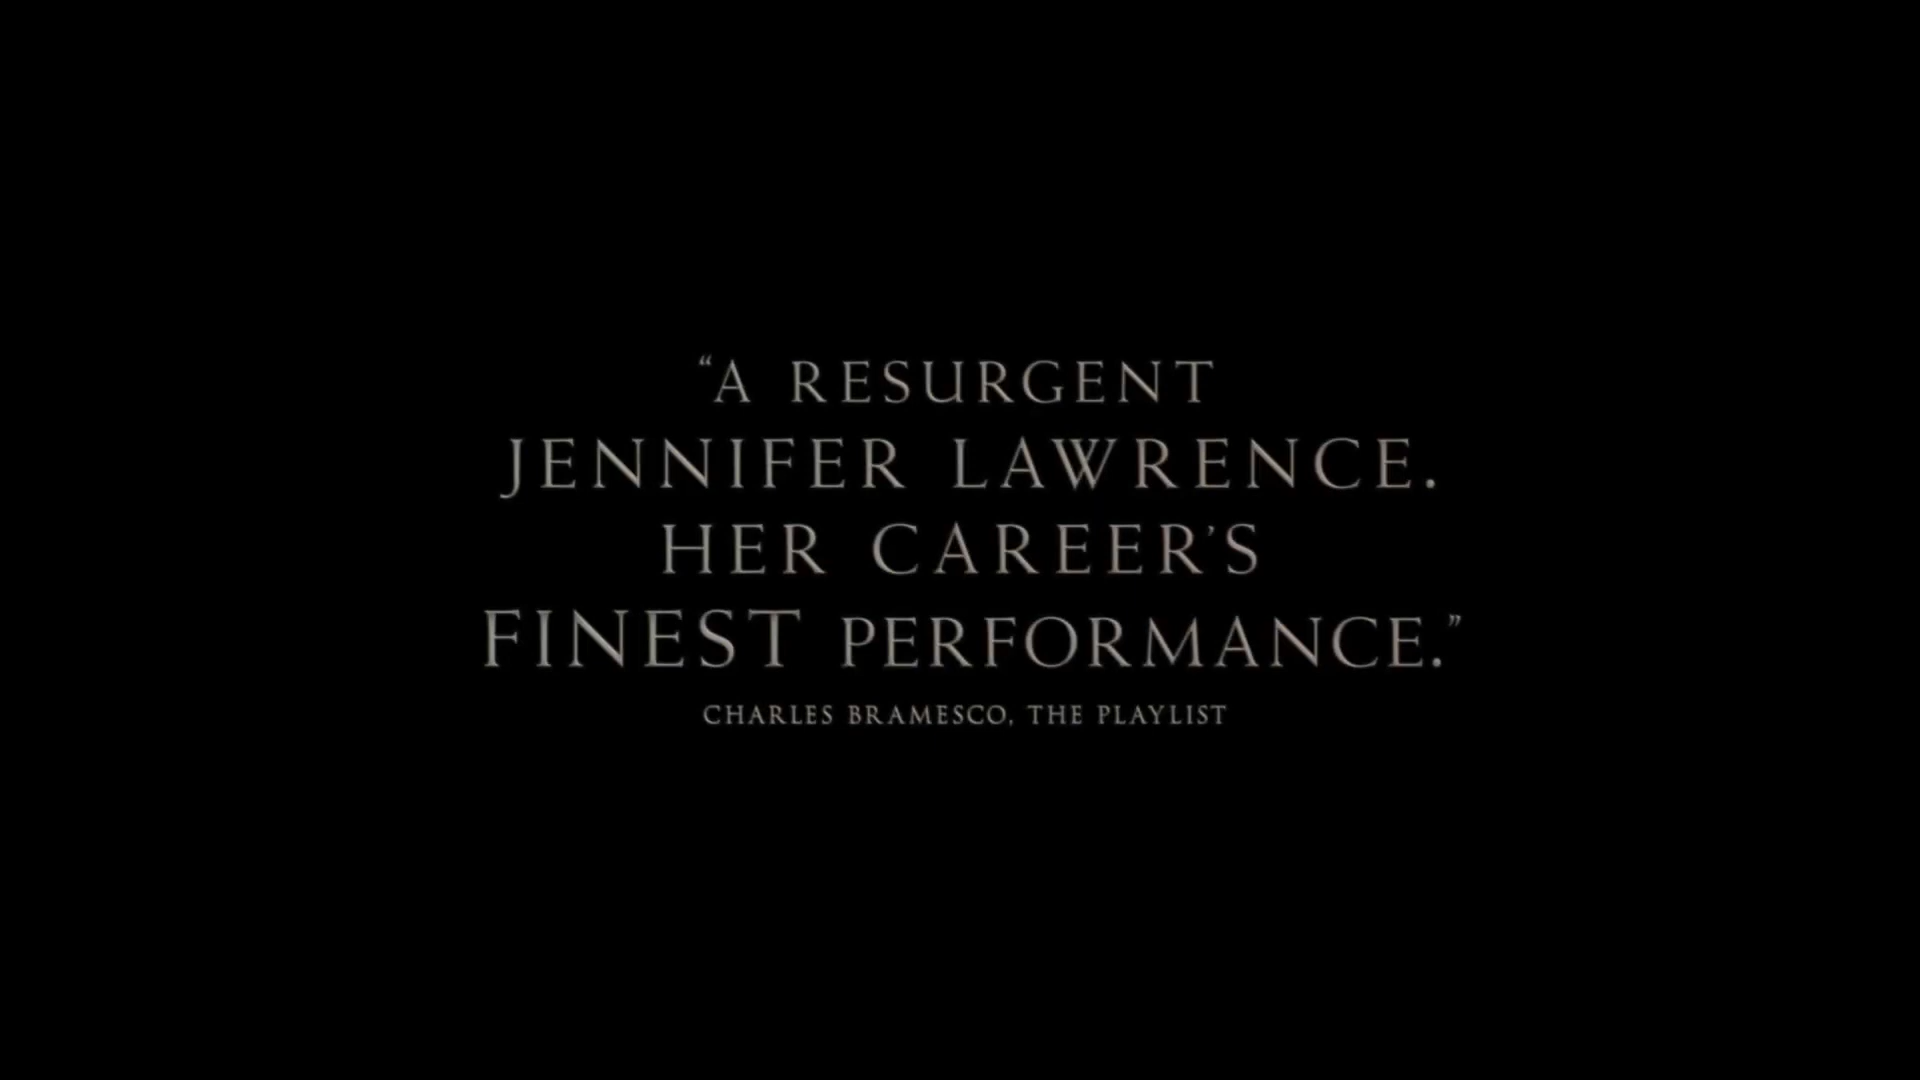 “A RESURGENT
JENNIFER LAWRENCE.
HER CAREER’S
FINEST PERFORMANCE.”
CHARLES BRAMESCO, THE PLAYLIST